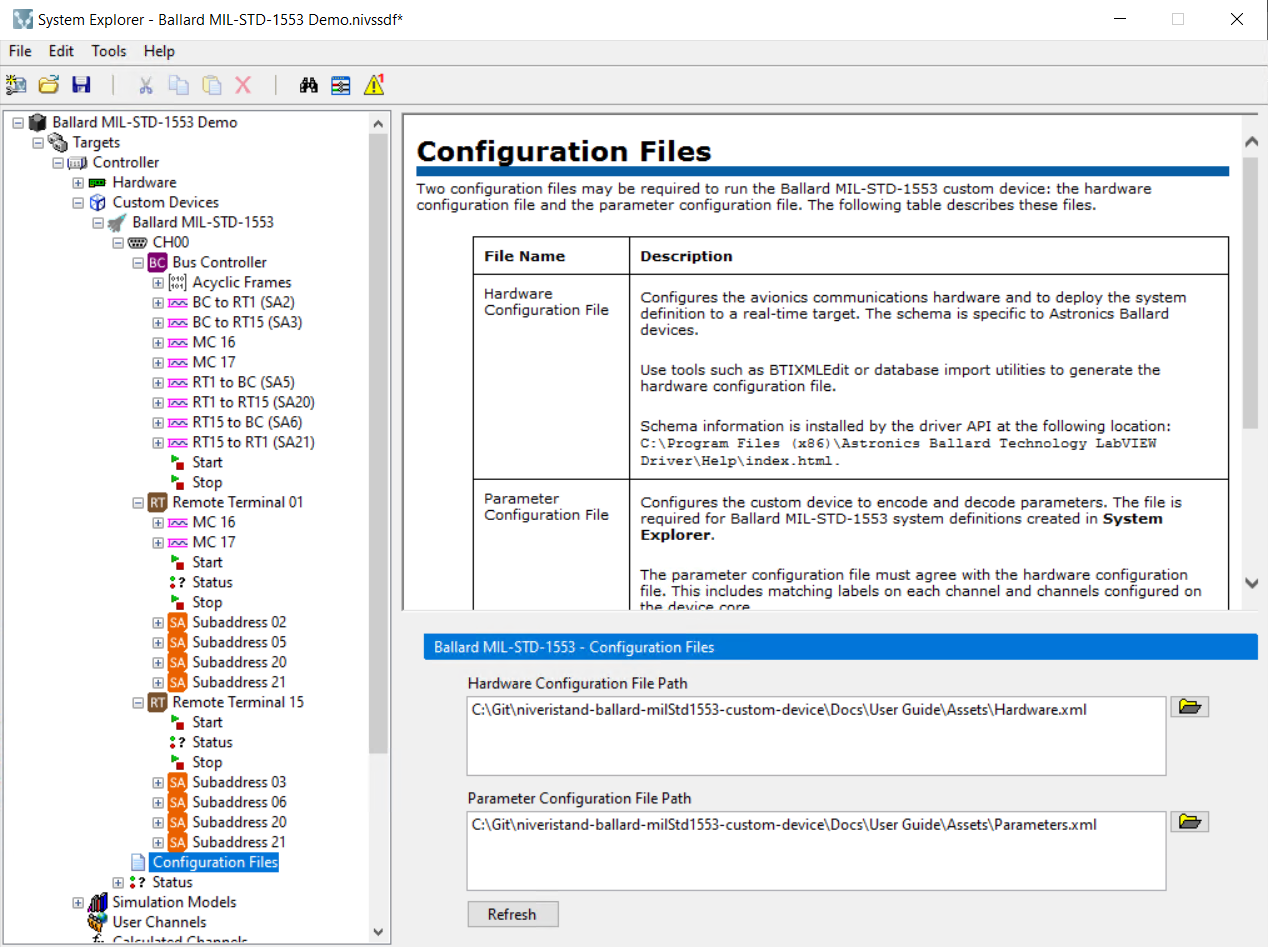 System Explorer - Ballard MIL-STD-1553 Demo.nivssdf*
File Edit Tools Help
Ballard MIL-STD-1553 Demo
Targets
Controller
Hardware
Custom Devices
Ballard MIL-STD-1553
CH00
BC Bus Controller
Acyclic Frames
BC to RT1 (SA2)
BC to RT15 (SA3)
MC 16
MC 17
RT1 to BC (SA5)
RT1 to RT15 (SA20)
RT15 to BC (SA6)
RT15 to RT1 (SA21)
Start
Stop
RT Remote Terminal 01
MC 16
MC 17
Start
Status
Stop
SA Subaddress 02
SA Subaddress 05
SA Subaddress 20
SA Subaddress 21
RT Remote Terminal 15
Start
Status
Stop
SA Subaddress 03
SA Subaddress 06
SA Subaddress 20
SA Subaddress 21
Configuration Files
Status
Simulation Models
User Channels
Calculated Channels
Configuration Files
Two configuration files may be required to run the Ballard MIL-STD-1553 custom device: the hardware
configuration file and the parameter configuration file. The following table describes these files.
File Name Description
Hardware
Configuration File
Configures the avionics communications hardware and to deploy the system
definition to a real-time target. The schema is specific to Astronics Ballard
devices.
Use tools such as BTIXMLEdit or database import utilities to generate the
hardware configuration file.
Schema information is installed by the driver API at the following location:
C:\Program Files (x86)\Astronics Ballard Technology LabVIEW
Driver\Help\index.html.
Parameter
Configuration File
Configures the custom device to encode and decode parameters. The file is
required for Ballard MIL-STD-1553 system definitions created in System
Explorer.
The parameter configuration file must agree with the hardware configuration
file. This includes matching labels on each channel and channels configured on
the device core.
Ballard MIL-STD-1553 - Configuration Files
Hardware Configuration File Path
C:\Git\niveristand-ballard-milStd1553-custom-device\Docs\User Guide\Assets\Hardware.xml
Parameter Configuration File Path
C:\Git\niveristand-ballard-milStd1553-custom-device\Docs\User Guide\Assets\Parameters.xml
Refresh